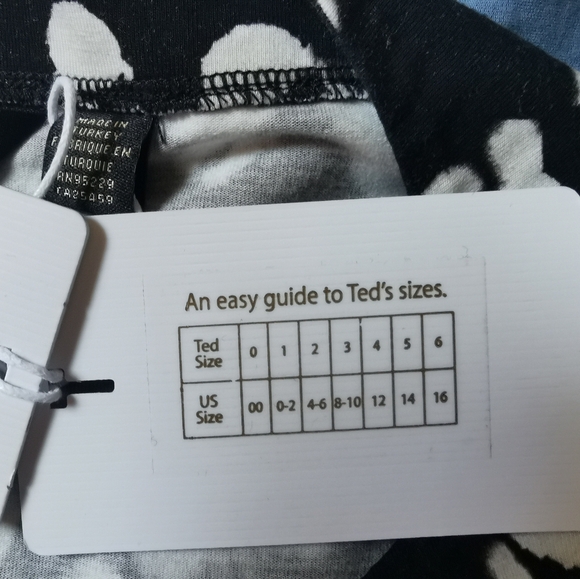 MADE IN
TURKEY
FABRIQUE EN
TURQUIE
RN95229
CA25459
An easy guide to Ted's sizes.
Ted Size 0 1 2 3 4 5 6
US Size 00 0-2 4-6 8-10 12 14 16